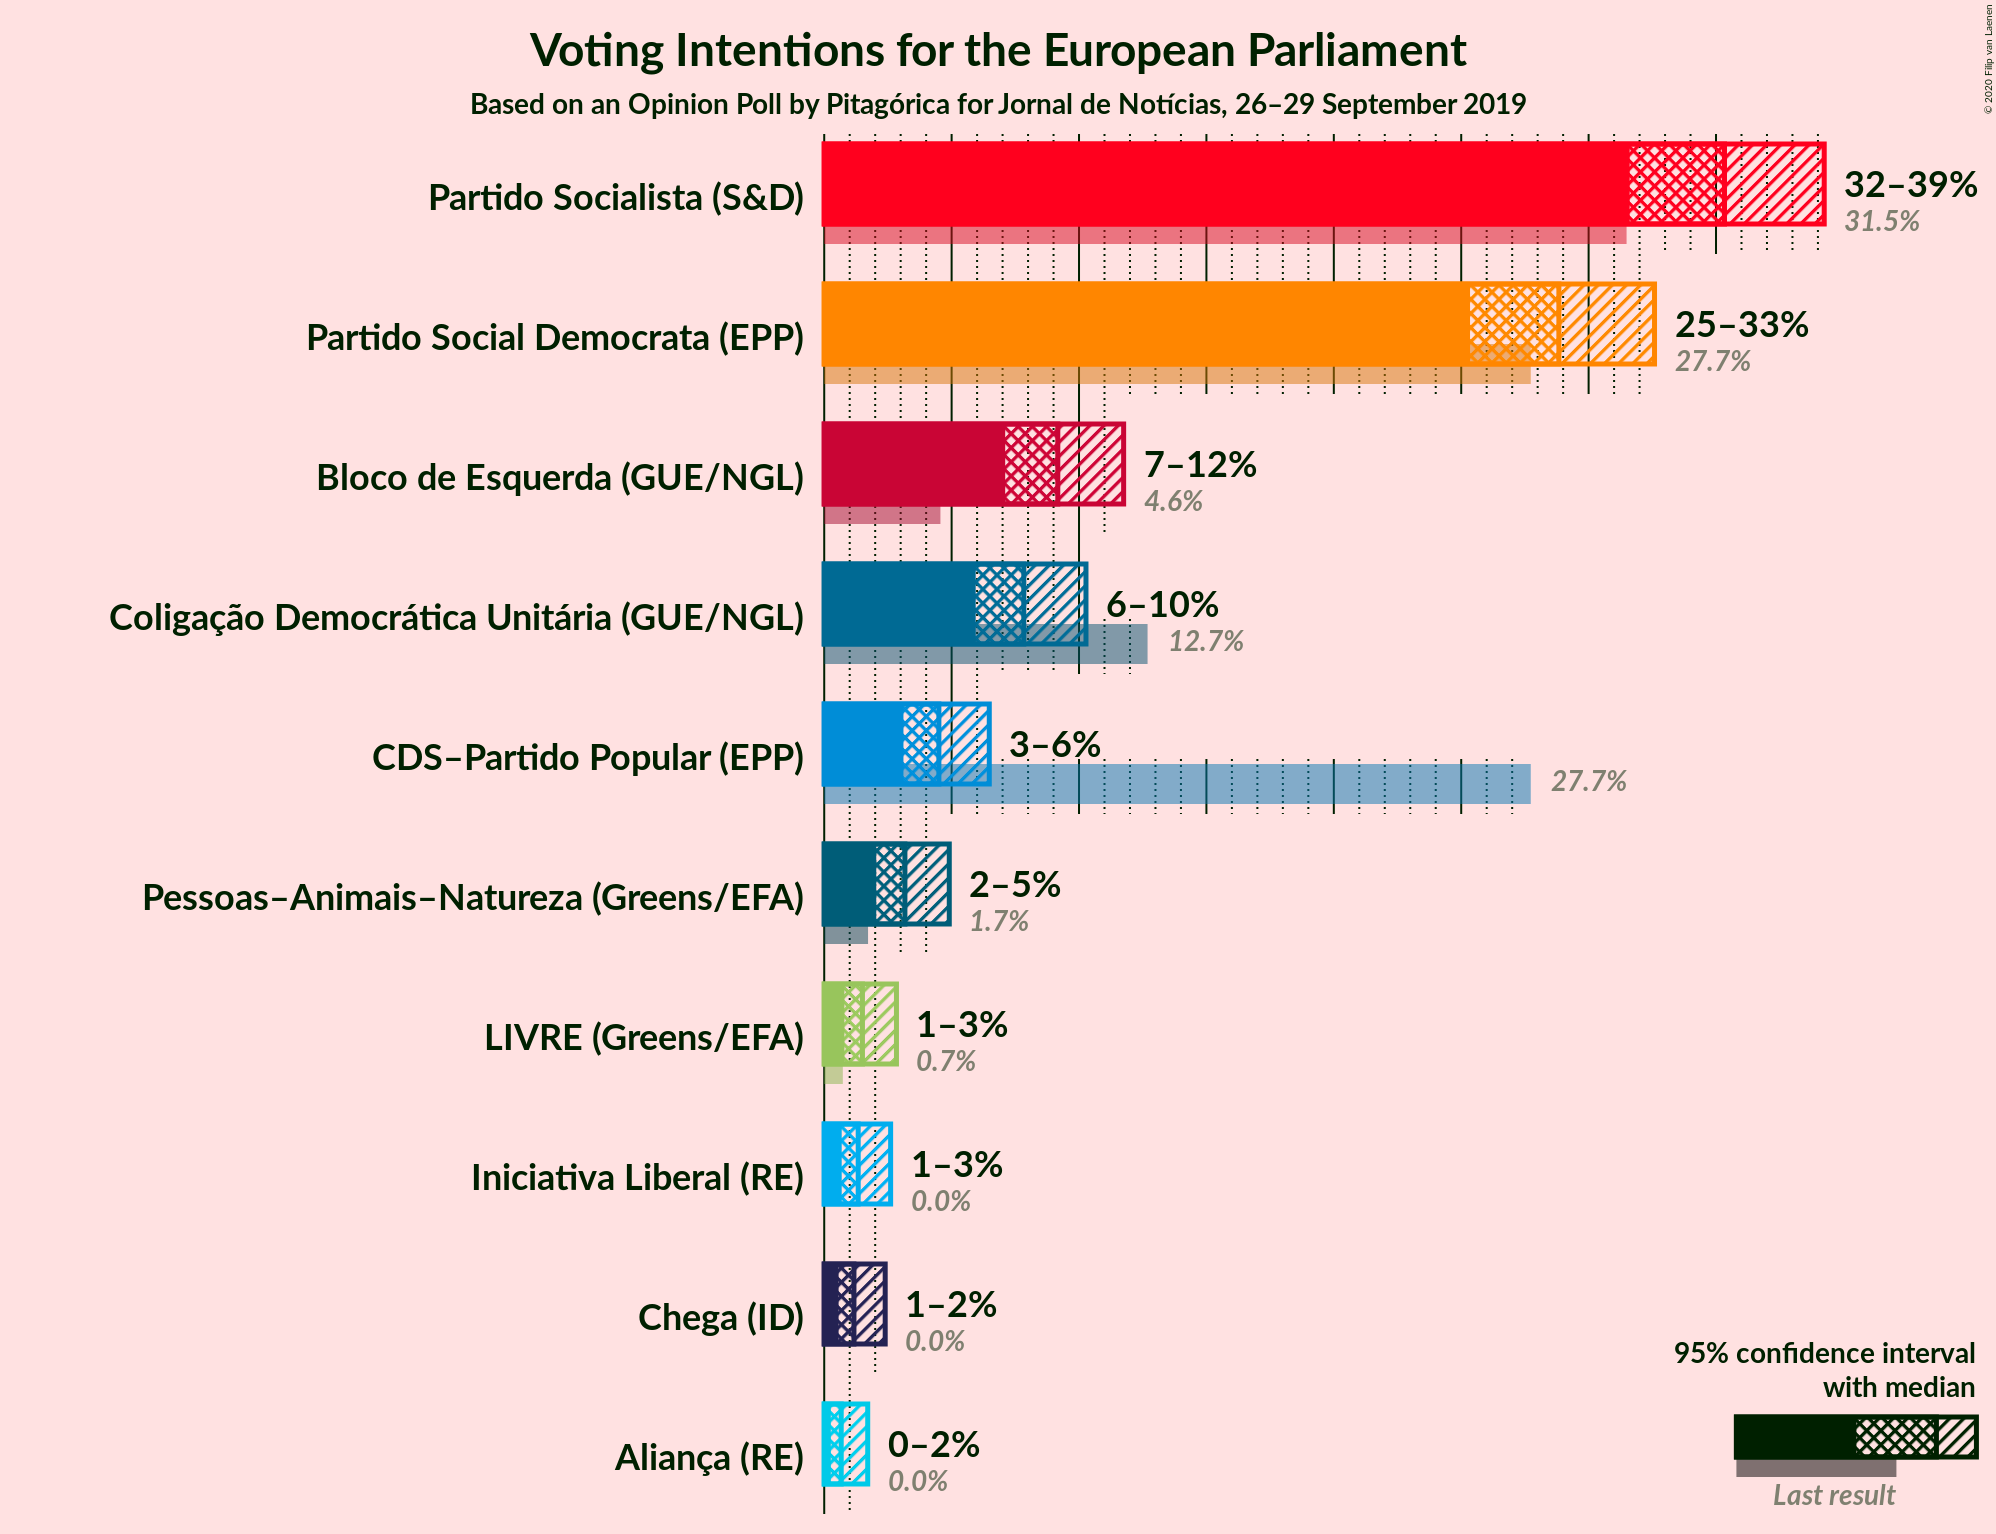 Voting Intentions for the European Parliament
Based on an Opinion Poll by Pitagórica for Jornal de Notícias, 26–29 September 2019
© 2020 Filip van Laenen
Partido Socialista (S&D)
32–39%
31.5%
Partido Social Democrata (EPP)
25–33%
27.7%
Bloco de Esquerda (GUE/NGL)
7–12%
4.6%
Coligação Democrática Unitária (GUE/NGL)
6–10%
12.7%
CDS–Partido Popular (EPP)
3–6%
27.7%
Pessoas–Animais–Natureza (Greens/EFA)
2–5%
1.7%
LIVRE (Greens/EFA)
1–3%
0.7%
Iniciativa Liberal (RE)
1–3%
0.0%
Chega (ID)
1–2%
0.0%
Aliança (RE)
0–2%
0.0%
95% confidence interval
with median
Last result